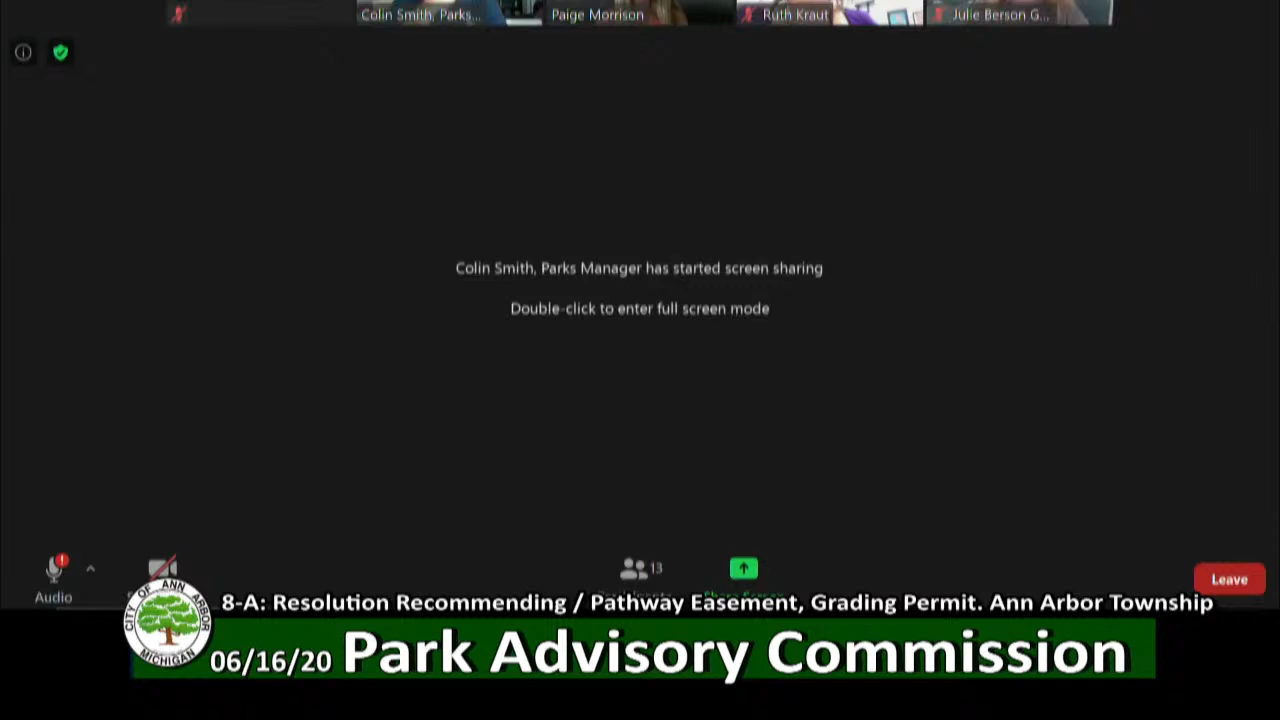 Colin Smith, Parks...
Paige Morrison
Ruth Kraut
Julie Berson G...
Colin Smith, Parks Manager has started screen sharing
Double-click to enter full screen mode
13
Audio
Leave
8-A: Resolution Recommending / Pathway Easement, Grading Permit. Ann Arbor Township
CITY OF ANN ARBOR
MICHIGAN
06/16/20 Park Advisory Commission